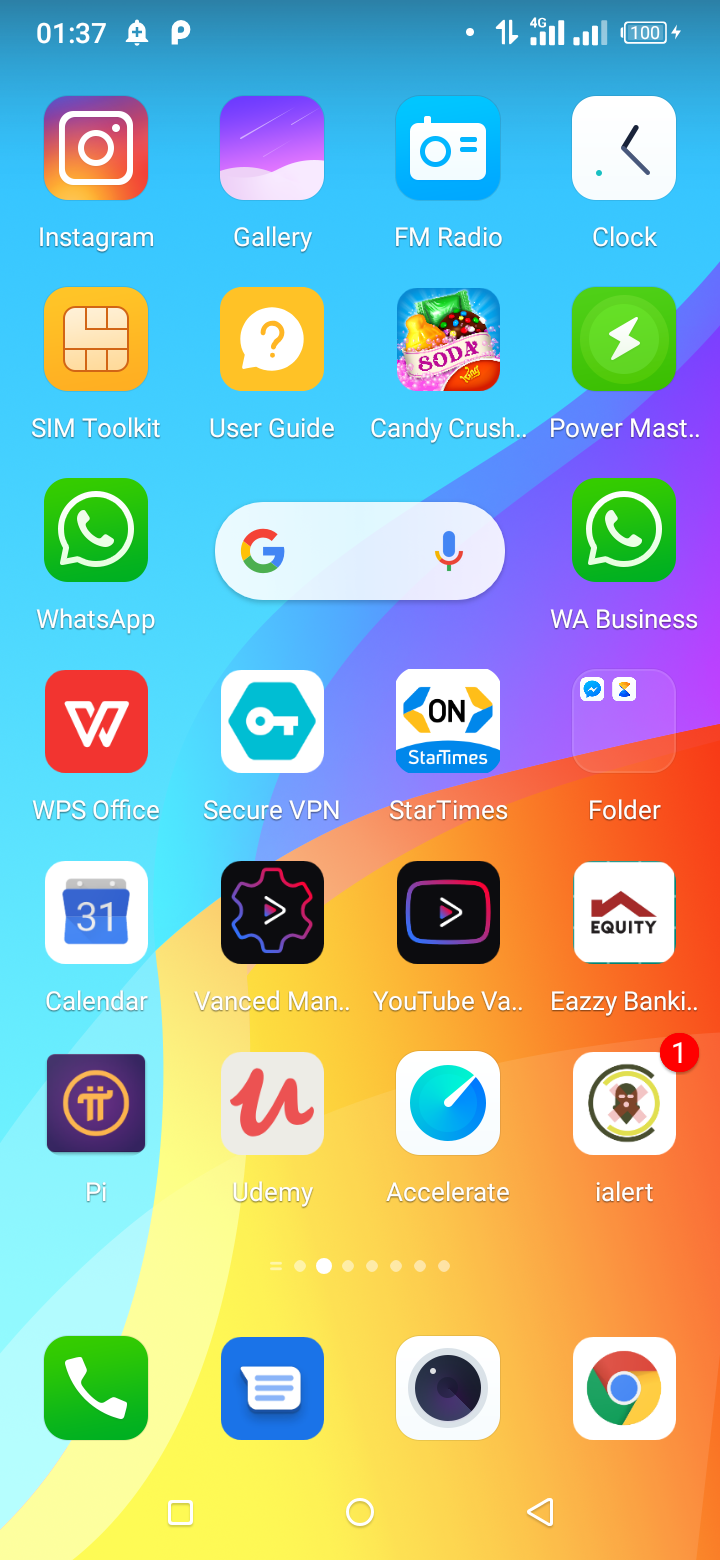 01:37
4G
100
Instagram
Gallery
FM Radio
Clock
SODA
King
SIM Toolkit
User Guide
Candy Crush..
Power Mast..
WhatsApp
WA Business
ON
StarTimes
WPS Office
Secure VPN
StarTimes
Folder
31
EQUITY
Calendar
Vanced Man..
YouTube Va..
Eazzy Banki..
1
Pi
Udemy
Accelerate
ialert